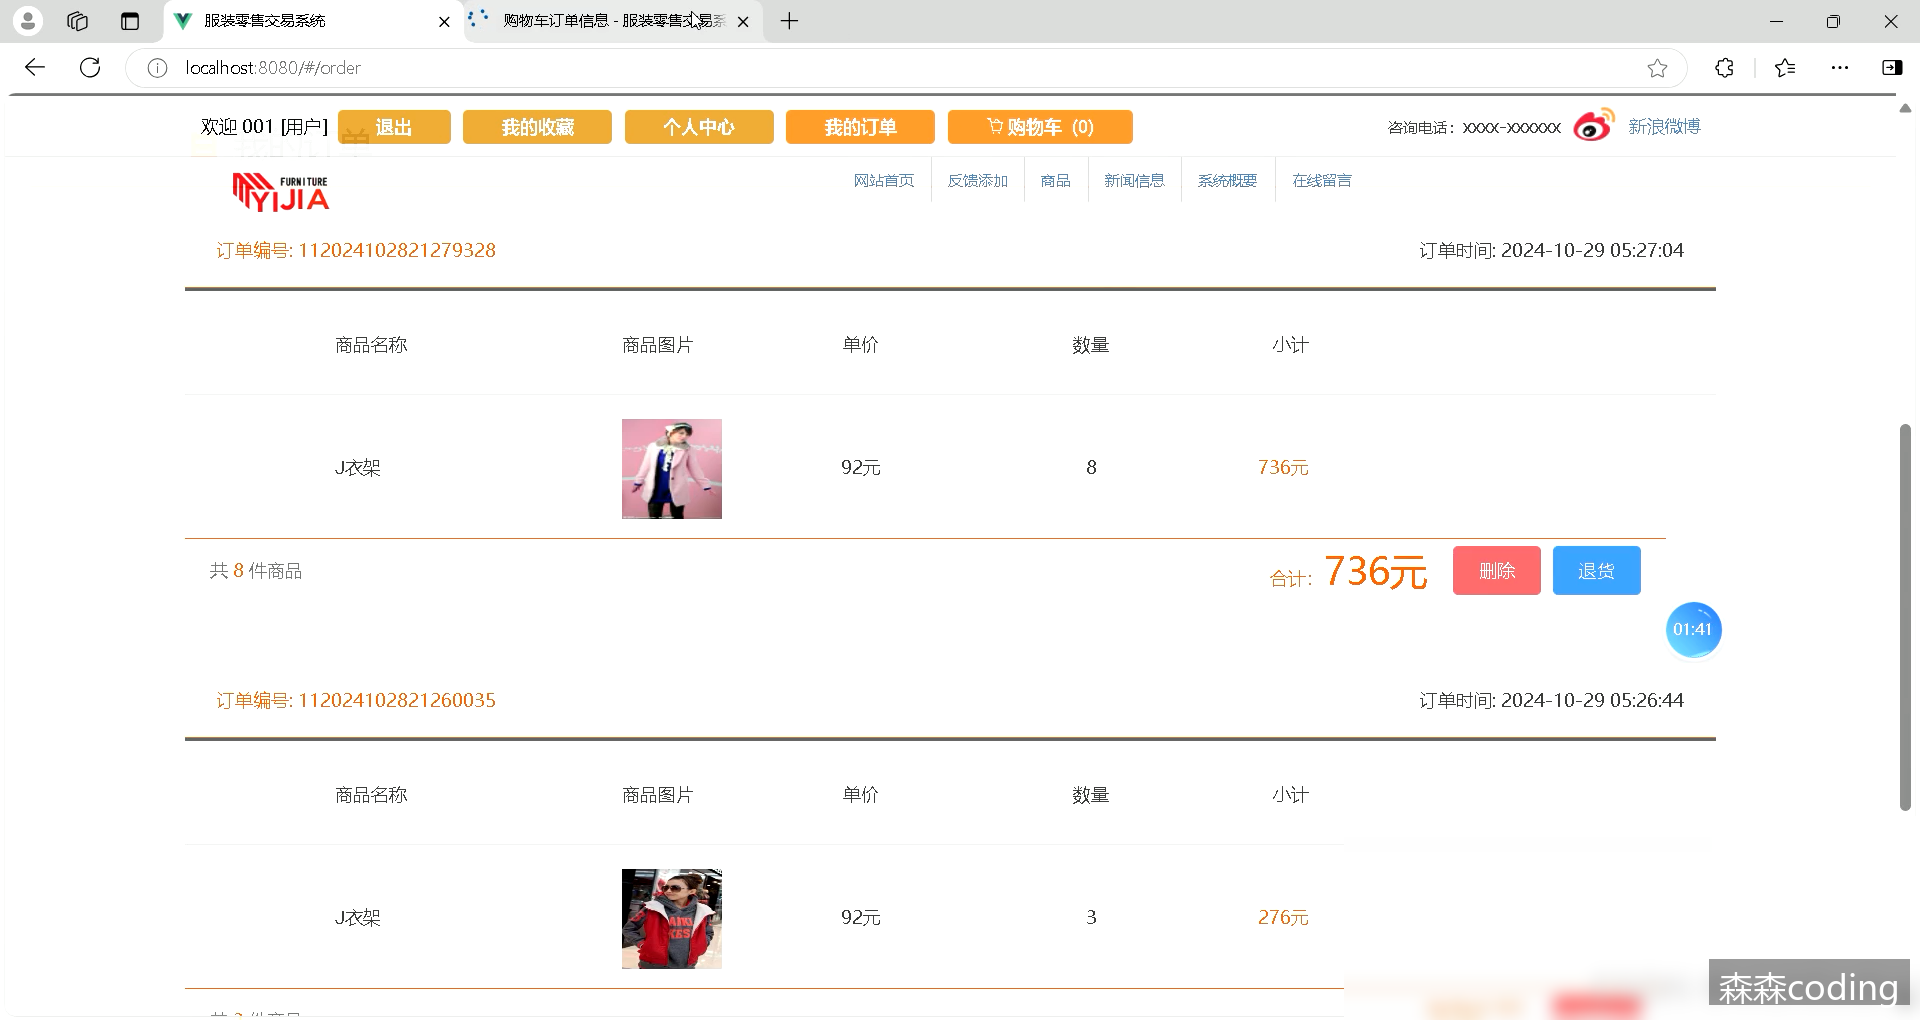 服装零售交易系统
购物车订单信息 - 服装零售交易系
localhost:8080/#/order
欢迎 001 [用户]
退出
我的收藏
个人中心
我的订单
购物车 (0)
咨询电话：xxxx-xxxxxx
新浪微博
FURNITURE
YIJIA
网站首页
反馈添加
商品
新闻信息
系统概要
在线留言
订单编号: 112024102821279328
订单时间: 2024-10-29 05:27:04
商品名称 商品图片 单价 数量 小计
J衣架 92元 8 736元
共 8 件商品
合计：736元
删除
退货
01:41
订单编号: 112024102821260035
订单时间: 2024-10-29 05:26:44
商品名称 商品图片 单价 数量 小计
J衣架 92元 3 276元
森森coding